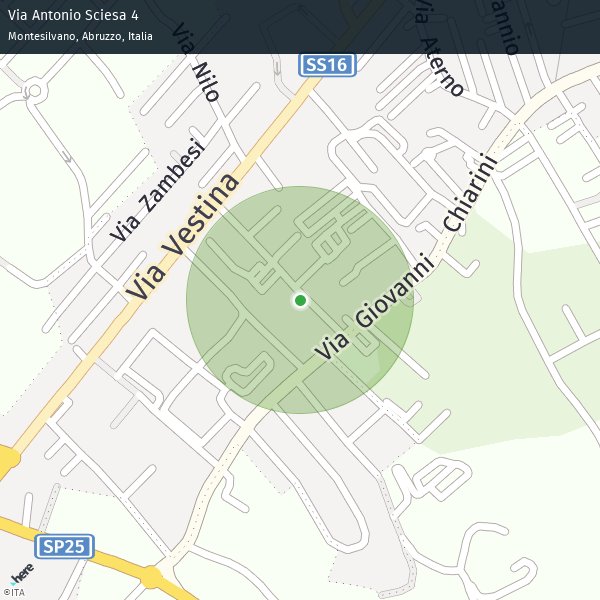 Via Antonio Sciesa 4
Montesilvano, Abruzzo, Italia
Via Nilo
SS16
Via Aterno
annio
Via Zambesi
Via Vestina
Via Giovanni Chiarini
SP25
here
©ITA